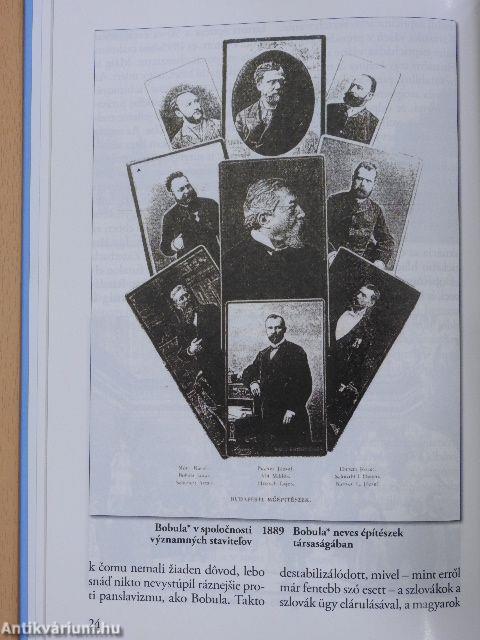 BUDAPESTI MŰÉPÍTÉSZEK.
Bobula* v spoločnosti
významných staviteľov
1889
Bobula* neves építészek
társaságában
k čomu nemali žiaden dôvod, lebo
snáď nikto nevystúpil ráznejšie pro-
ti panslavizmu, ako Bobula. Takto
destabilizálódott, mivel – mint erről
már fentebb szó esett – a szlovákok a
szlovák ügy elárulásával, a magyarok
24
Antikvárium.hu